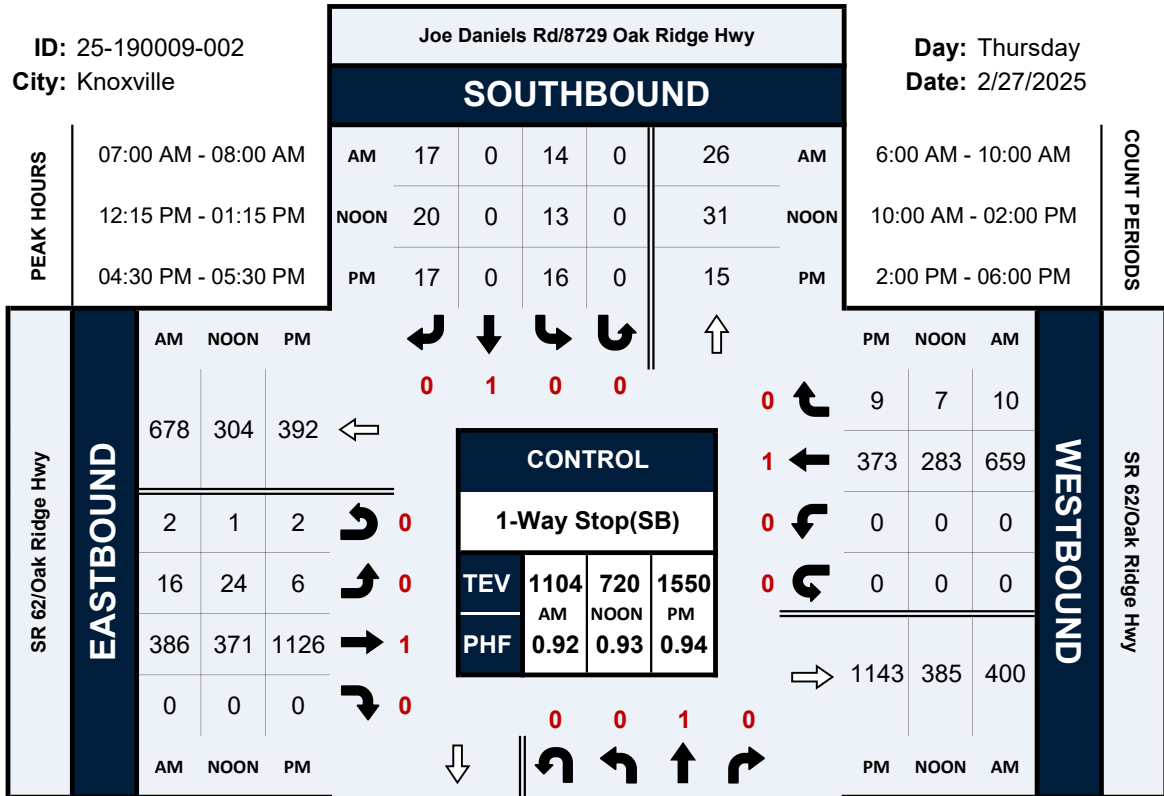 Joe Daniels Rd/8729 Oak Ridge Hwy
ID: 25-190009-002
Day: Thursday
City: Knoxville
Date: 2/27/2025
SOUTHBOUND
PEAK HOURS
07:00 AM - 08:00 AM
12:15 PM - 01:15 PM
04:30 PM - 05:30 PM
AM 17 0 14 0 26 AM
NOON 20 0 13 0 31 NOON
PM 17 0 16 0 15 PM
6:00 AM - 10:00 AM
10:00 AM - 02:00 PM
2:00 PM - 06:00 PM
COUNT PERIODS
0 1 0 0
SR 62/Oak Ridge Hwy
EASTBOUND
AM NOON PM
678 304 392
2 1 2 0
16 24 6 0
386 371 1126 1
0 0 0 0
AM NOON PM
CONTROL
1-Way Stop(SB)
TEV 1104 720 1550
AM NOON PM
PHF 0.92 0.93 0.94
PM NOON AM
0 9 7 10
1 373 283 659
0 0 0 0
0 0 0 0
1143 385 400
PM NOON AM
WESTBOUND
SR 62/Oak Ridge Hwy
0 0 1 0